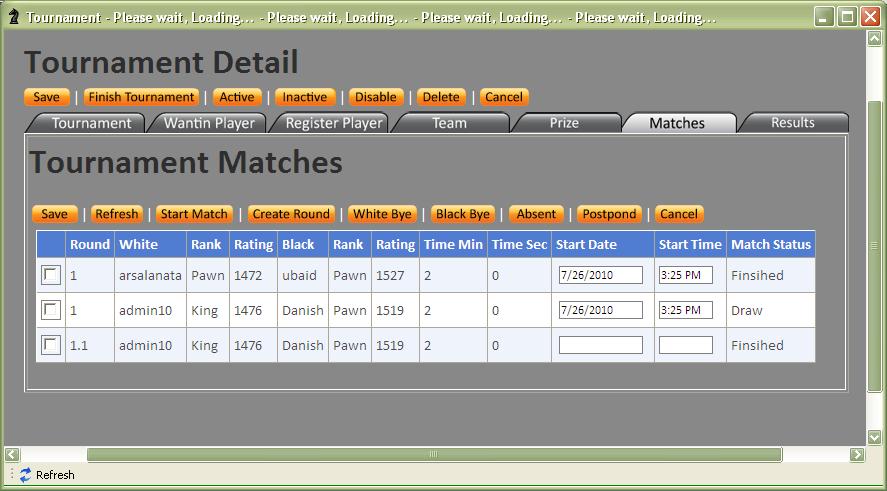 Tournament - Please wait, Loading... - Please wait, Loading... - Please wait, Loading... - Please wait, Loading...
Tournament Detail
Save | Finish Tournament | Active | Inactive | Disable | Delete | Cancel
Tournament Wantin Player Register Player Team Prize Matches Results
Tournament Matches
Save | Refresh | Start Match | Create Round | White Bye | Black Bye | Absent | Postpond | Cancel
Round White Rank Rating Black Rank Rating Time Min Time Sec Start Date Start Time Match Status
1 arsalanata Pawn 1472 ubaid Pawn 1527 2 0 7/26/2010 3:25 PM Finsihed
1 admin10 King 1476 Danish Pawn 1519 2 0 7/26/2010 3:25 PM Draw
1.1 admin10 King 1476 Danish Pawn 1519 2 0 Finsihed
Refresh